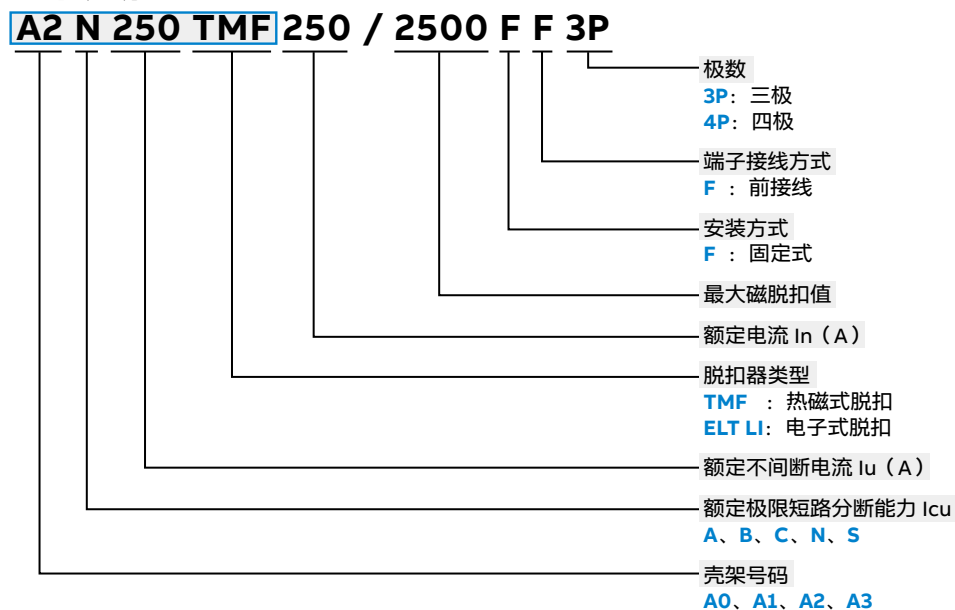 A2 N 250 TMF 250 / 2500 F F 3P
极数
3P：三极
4P：四极
端子接线方式
F ：前接线
安装方式
F ：固定式
最大磁脱扣值
额定电流 In（A）
脱扣器类型
TMF ：热磁式脱扣
ELT LI：电子式脱扣
额定不间断电流 Iu（A）
额定极限短路分断能力 Icu
A、B、C、N、S
壳架号码
A0、A1、A2、A3